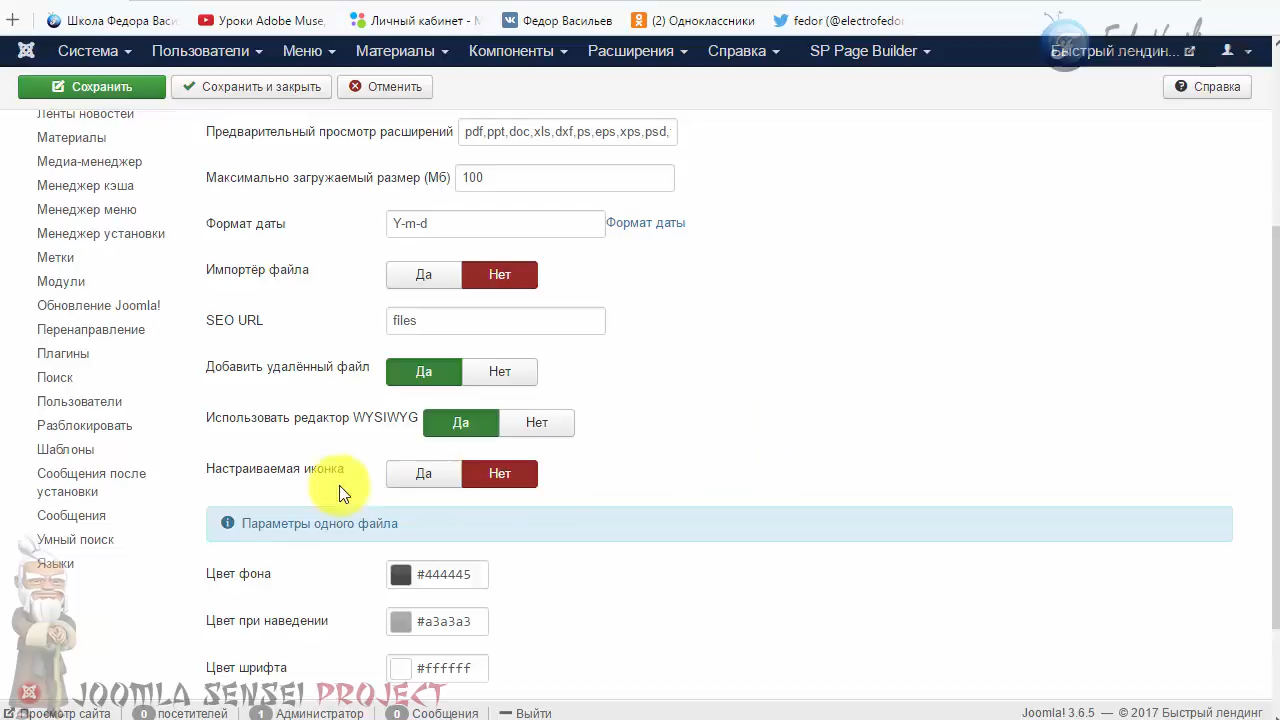 Школа Федора Васи
Уроки Adobe Muse,
Личный кабинет - М
Федор Васильев
(2) Одноклассники
fedor (@electrofedo
Система
Пользователи
Меню
Материалы
Компоненты
Расширения
Справка
SP Page Builder
Быстрый лендин...
Сохранить
Сохранить и закрыть
Отменить
Справка
Ленты новостей
Материалы
Медиа-менеджер
Менеджер кэша
Менеджер меню
Менеджер установки
Метки
Модули
Обновление Joomla!
Перенаправление
Плагины
Поиск
Пользователи
Разблокировать
Шаблоны
Сообщения после
установки
Сообщения
Умный поиск
Языки
Предварительный просмотр расширений pdf,ppt,doc,xls,dxf,ps,eps,xps,psd,
Максимально загружаемый размер (Мб) 100
Формат даты Y-m-d Формат даты
Импортёр файла Да Нет
SEO URL files
Добавить удалённый файл Да Нет
Использовать редактор WYSIWYG Да Нет
Настраиваемая иконка Да Нет
Параметры одного файла
Цвет фона #444445
Цвет при наведении #a3a3a3
Цвет шрифта #ffffff
JOOMLA SENSEI PROJECT
Просмотр сайта 0 посетителей 1 Администратор 0 Сообщения Выйти Joomla! 3.6.5 — © 2017 Быстрый лендинг